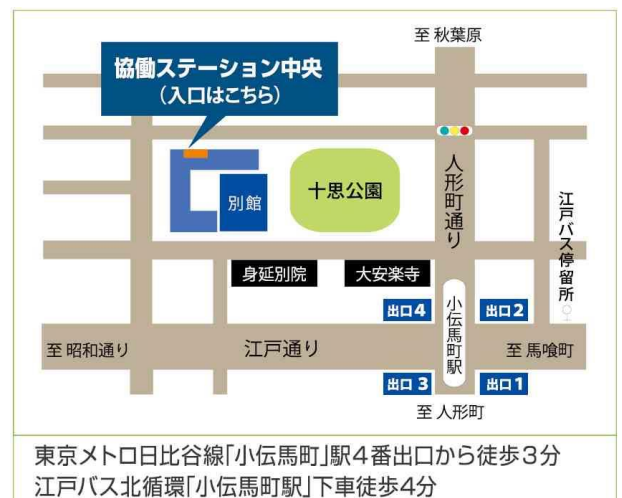 至 秋葉原
協働ステーション中央
(入口はこちら)
人形町通り
十思公園
別館
江戸バス停留所
身延別院
大安楽寺
出口4
小伝馬町駅
出口2
至 昭和通り
江戸通り
至 馬喰町
出口3
出口1
至 人形町
東京メトロ日比谷線「小伝馬町」駅4番出口から徒歩3分
江戸バス北循環「小伝馬町駅」下車徒歩4分